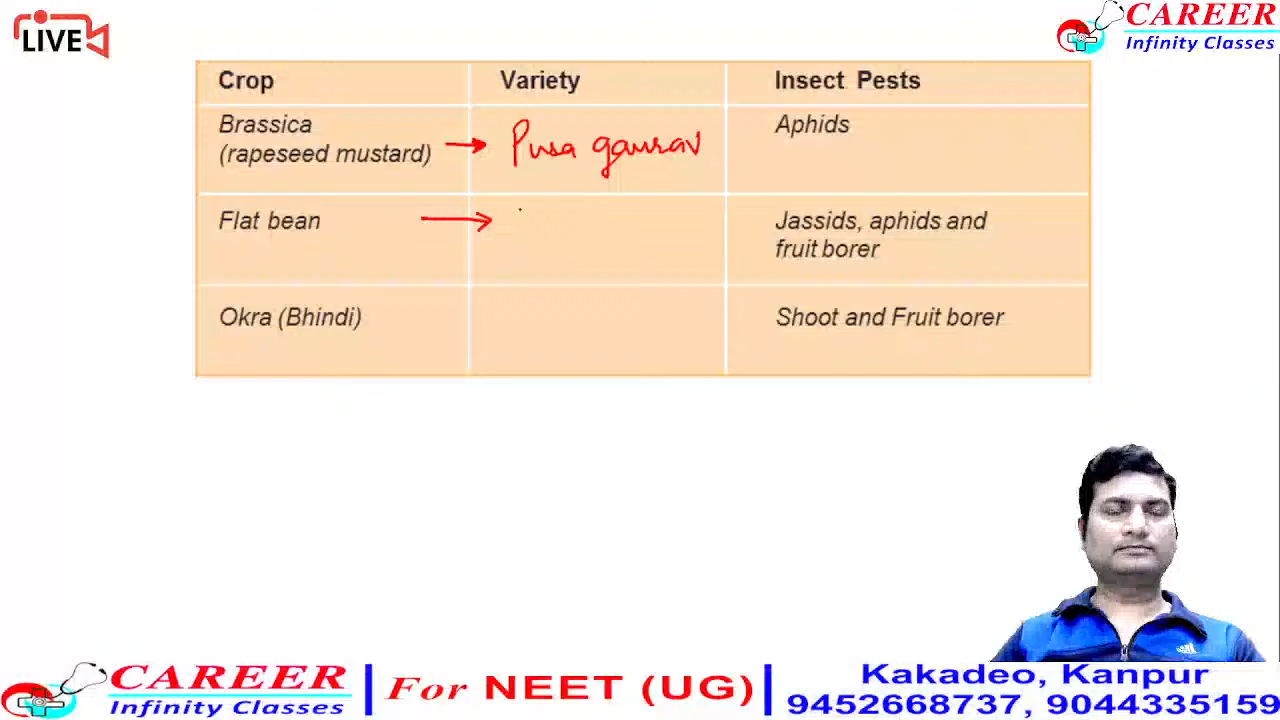 LIVE
CAREER
Infinity Classes
Crop Variety Insect Pests
Brassica
(rapeseed mustard)
Pusa gaurav
Aphids
Flat bean
Jassids, aphids and
fruit borer
Okra (Bhindi)
Shoot and Fruit borer
CAREER
Infinity Classes
For NEET (UG)
Kakadeo, Kanpur
9452668737, 9044335159